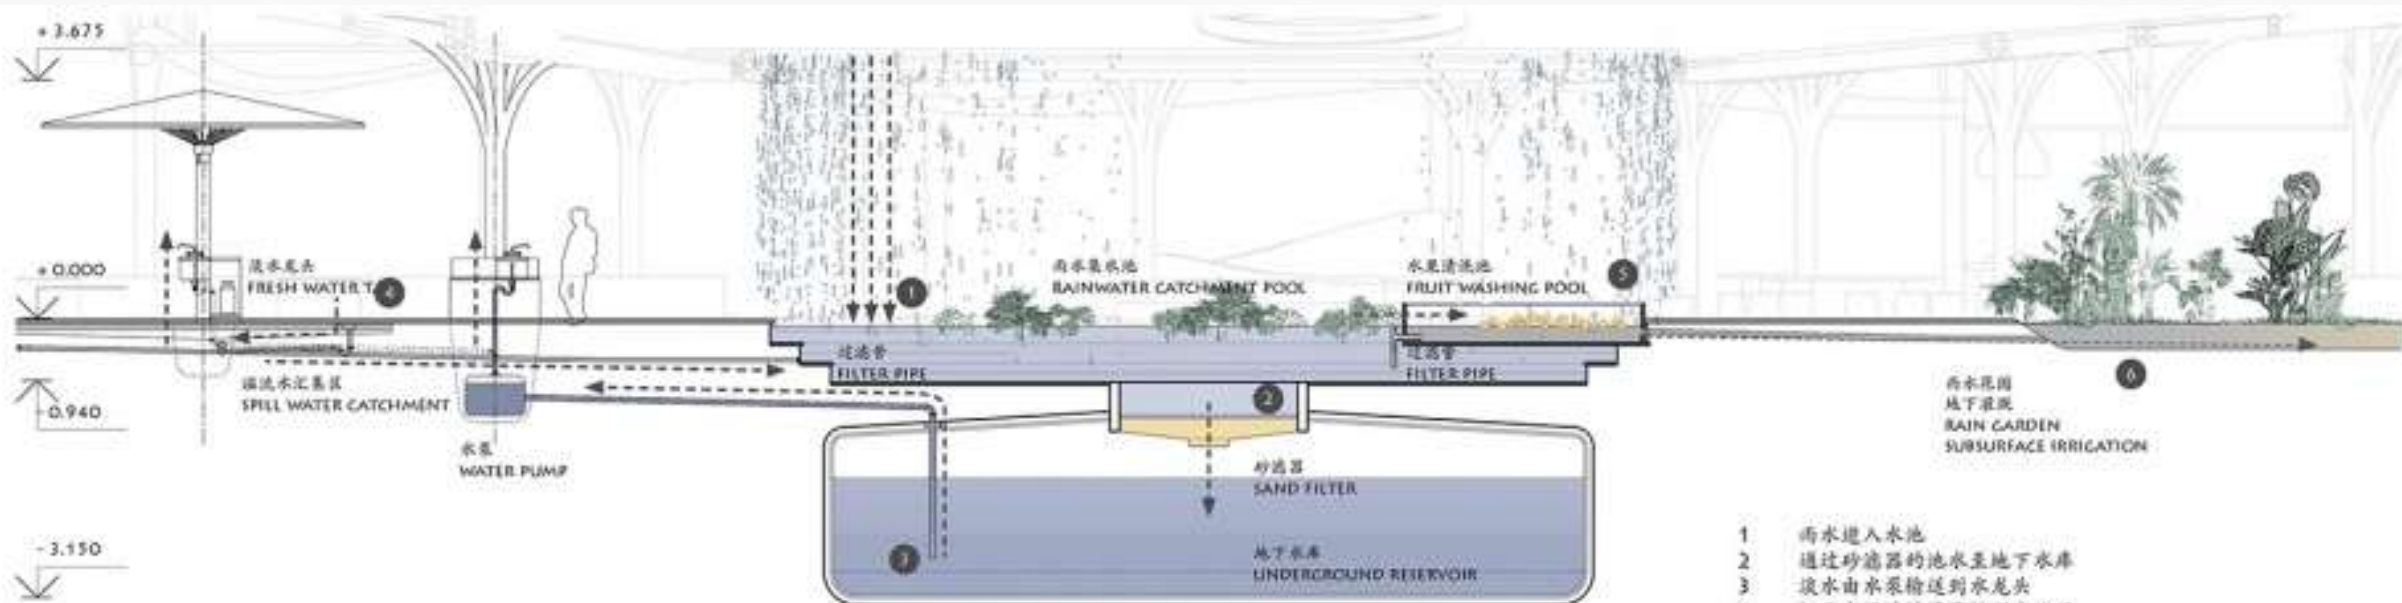 + 3.675
+ 0.000
-0.940
- 3.150
淡水龙头
FRESH WATER T
4
溢流水汇集区
SPILL WATER CATCHMENT
水泵
WATER PUMP
1
雨水集水池
RAINWATER CATCHMENT POOL
水果清洗池
FRUIT WASHING POOL
5
过滤管
FILTER PIPE
过滤管
FILTER PIPE
2
砂滤器
SAND FILTER
3
地下水库
UNDERGROUND RESERVOIR
6
雨水花园
地下灌溉
RAIN GARDEN
SUBSURFACE IRRIGATION
1 雨水进入水池
2 通过砂滤器的池水至地下水库
3 淡水由水泵输送到水龙头